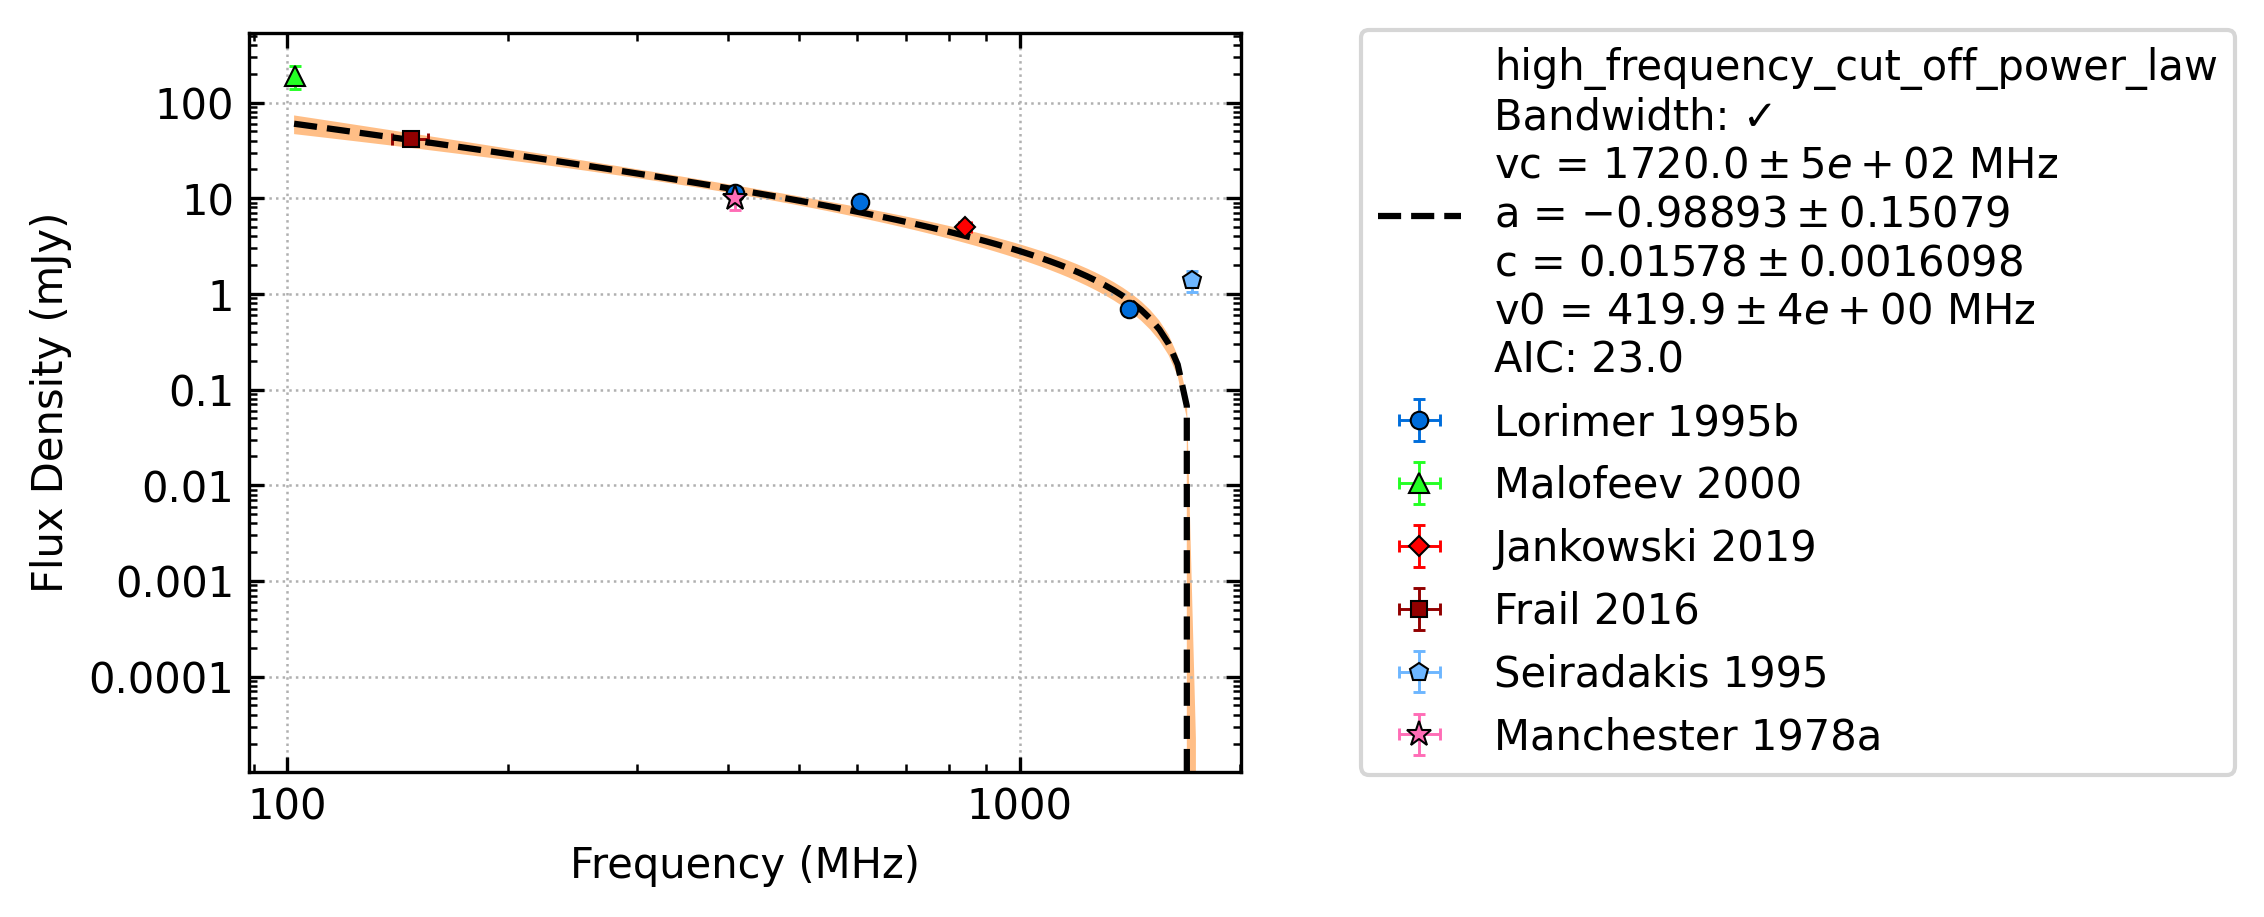 100
10
1
0.1
0.01
0.001
0.0001
Flux Density (mJy)
100
1000
Frequency (MHz)
high_frequency_cut_off_power_law
Bandwidth: ✓
vc = 1720.0 ± 5e + 02 MHz
a = −0.98893 ± 0.15079
c = 0.01578 ± 0.0016098
v0 = 419.9 ± 4e + 00 MHz
AIC: 23.0
Lorimer 1995b
Malofeev 2000
Jankowski 2019
Frail 2016
Seiradakis 1995
Manchester 1978a